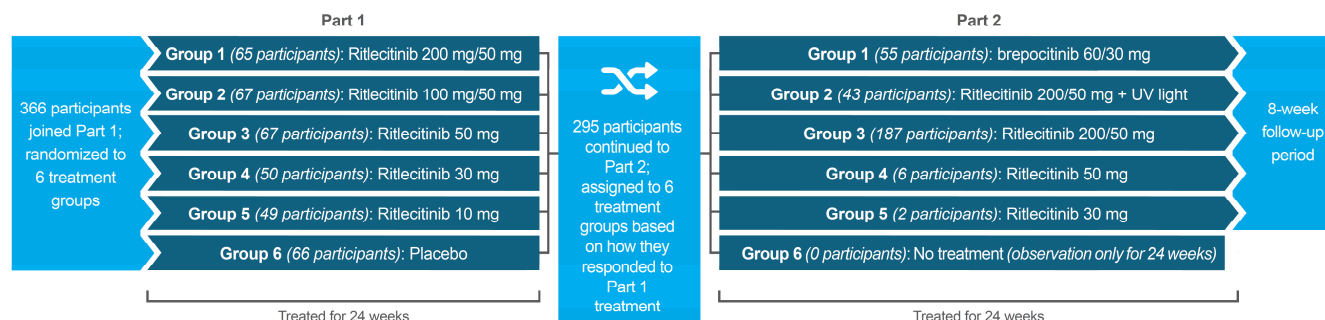 Part 1
Part 2
366 participants
joined Part 1;
randomized to
6 treatment
groups
Group 1 (65 participants): Ritlecitinib 200 mg/50 mg
Group 2 (67 participants): Ritlecitinib 100 mg/50 mg
Group 3 (67 participants): Ritlecitinib 50 mg
Group 4 (50 participants): Ritlecitinib 30 mg
Group 5 (49 participants): Ritlecitinib 10 mg
Group 6 (66 participants): Placebo
Treated for 24 weeks
295 participants
continued to
Part 2;
assigned to 6
treatment
groups based
on how they
responded to
Part 1
treatment
Group 1 (55 participants): brepocitinib 60/30 mg
Group 2 (43 participants): Ritlecitinib 200/50 mg + UV light
Group 3 (187 participants): Ritlecitinib 200/50 mg
Group 4 (6 participants): Ritlecitinib 50 mg
Group 5 (2 participants): Ritlecitinib 30 mg
Group 6 (0 participants): No treatment (observation only for 24 weeks)
Treated for 24 weeks
8-week
follow-up
period